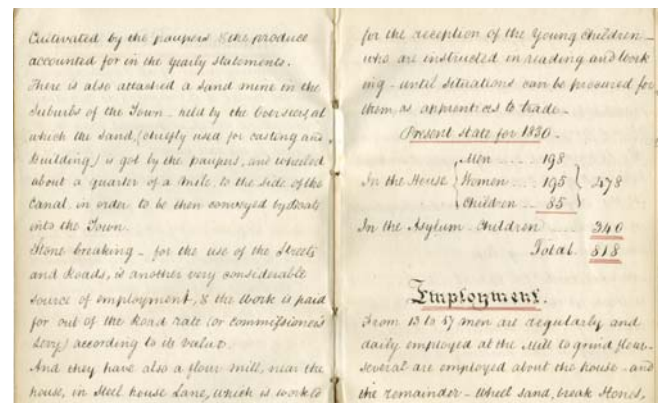 Cultivated by the paupers & the produce
accounted for in the yearly statements.
There is also attached a Sand mine in the
Suburbs of the Town - held by the Overseers, at
which the Sand, (chiefly used for casting and
Building) is got by the paupers, and wheeled
about a quarter of a Mile, to the side of the
Canal, in order to be then conveyed by Boats
into the Town.
Stone breaking - for the use of the Streets
and Roads, is another very considerable
source of employment, & the Work is paid
for out of the Road rate (or Commissioners
Levy) according to its value.
And they have also a flour Mill, near the
house, in Steel house Lane, which is work'd
for the reception of the Young Children -
who are instructed in reading and Work
ing - until Situations can be procured for
them as apprentices to trade -
Present State for 1830 -
Men .... 198
In the House Women .... 195 478
Children .. 85
In the Asylum - Children .... 340
Total. 818
Employment.
From 13 to 57 men are regularly and
daily employed at the Mill to grind flour -
several are employed about the house - and
the remainder - Wheel sand, break Stones,